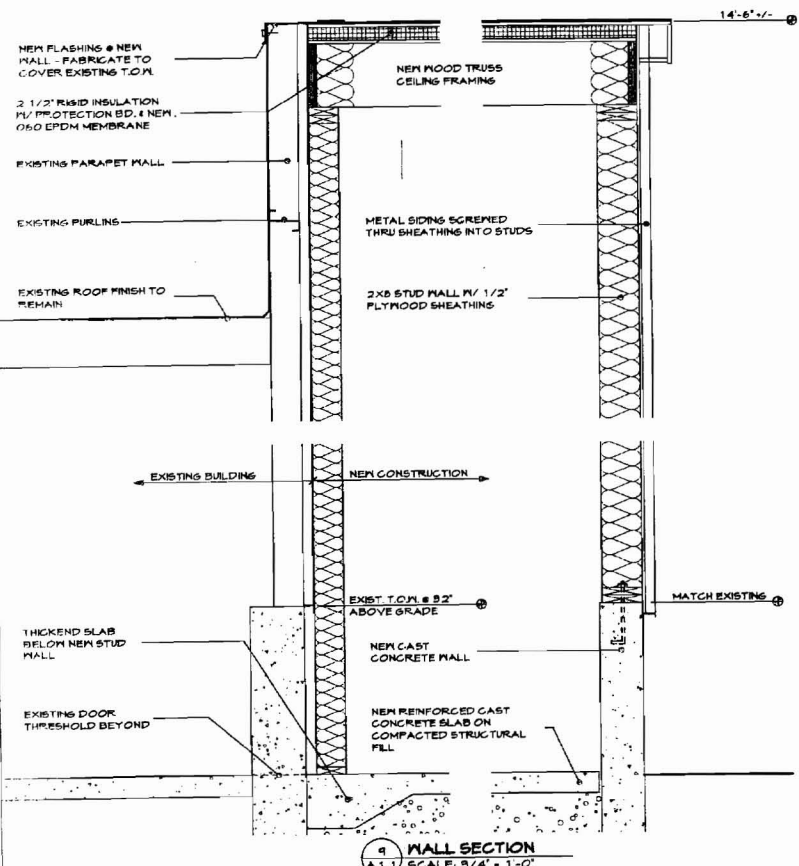 14'-6" +/-
NEW FLASHING @ NEW
WALL - FABRICATE TO
COVER EXISTING T.O.W.
NEW WOOD TRUSS
CEILING FRAMING
2 1/2" RIGID INSULATION
W/ PROTECTION BD. & NEW .
060 EPDM MEMBRANE
EXISTING PARAPET WALL
EXISTING PURLINS
METAL SIDING SCREWED
THRU SHEATHING INTO STUDS
EXISTING ROOF FINISH TO
REMAIN
STUD WALL W/ 1/2"
PLYWOOD SHEATHING
EXISTING BUILDING
NEW CONSTRUCTION
EXIST. T.O.W. @
ABOVE GRADE
MATCH EXISTING
THICKEND SLAB
BELOW NEW STUD
WALL
NEW CAST
CONCRETE WALL
EXISTING DOOR
THRESHOLD BEYOND
NEW REINFORCED CAST
CONCRETE SLAB ON
COMPACTED STRUCTURAL
FILL
9 WALL SECTION
A1.1 SCALE: 3/4" = 1'-0"